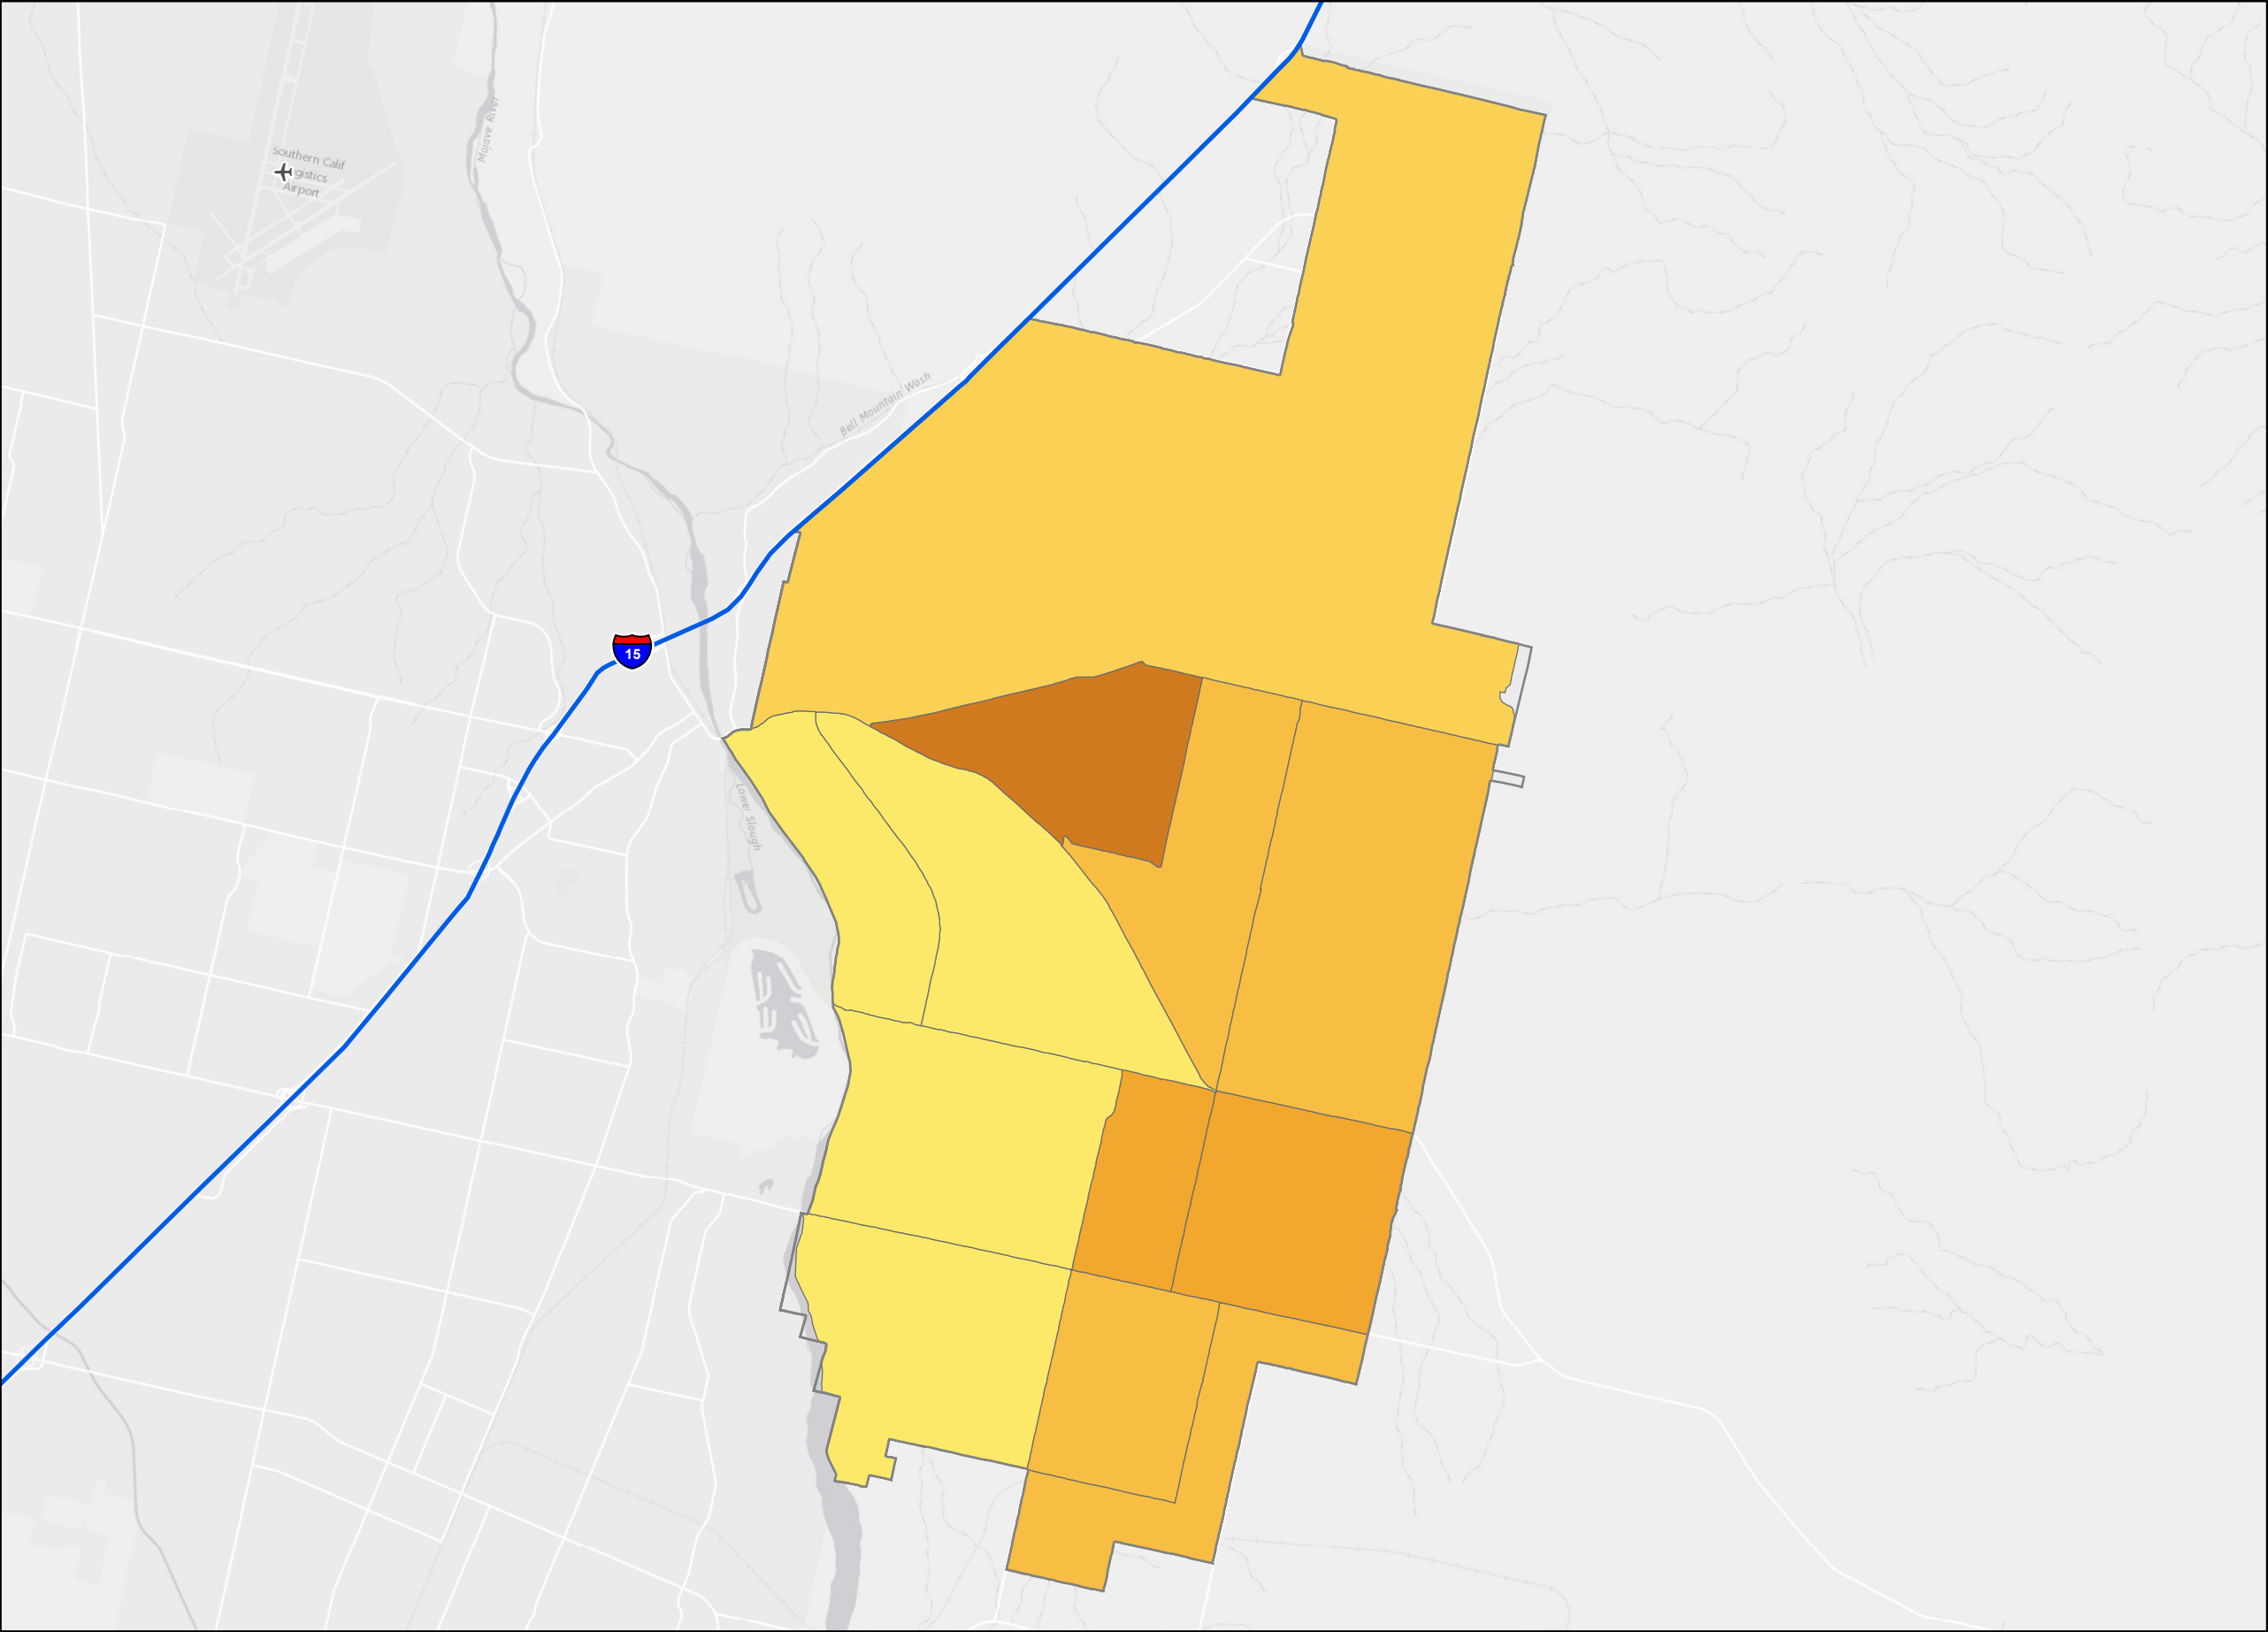 Mojave River
Southern Calif
gistics
Airport
Bell Mountain Wash
15
Lower Slough